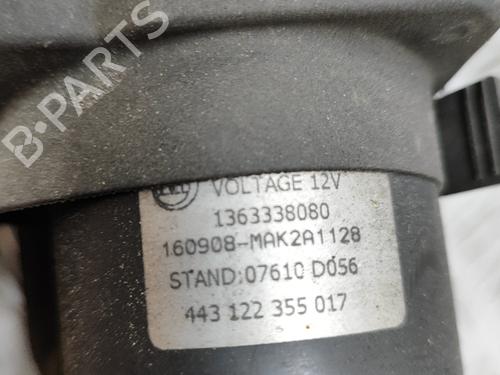 B-PARTS
VOLTAGE 12V
1363338080
160908-MAK2A1128
STAND:07610 D056
443 122 355 017